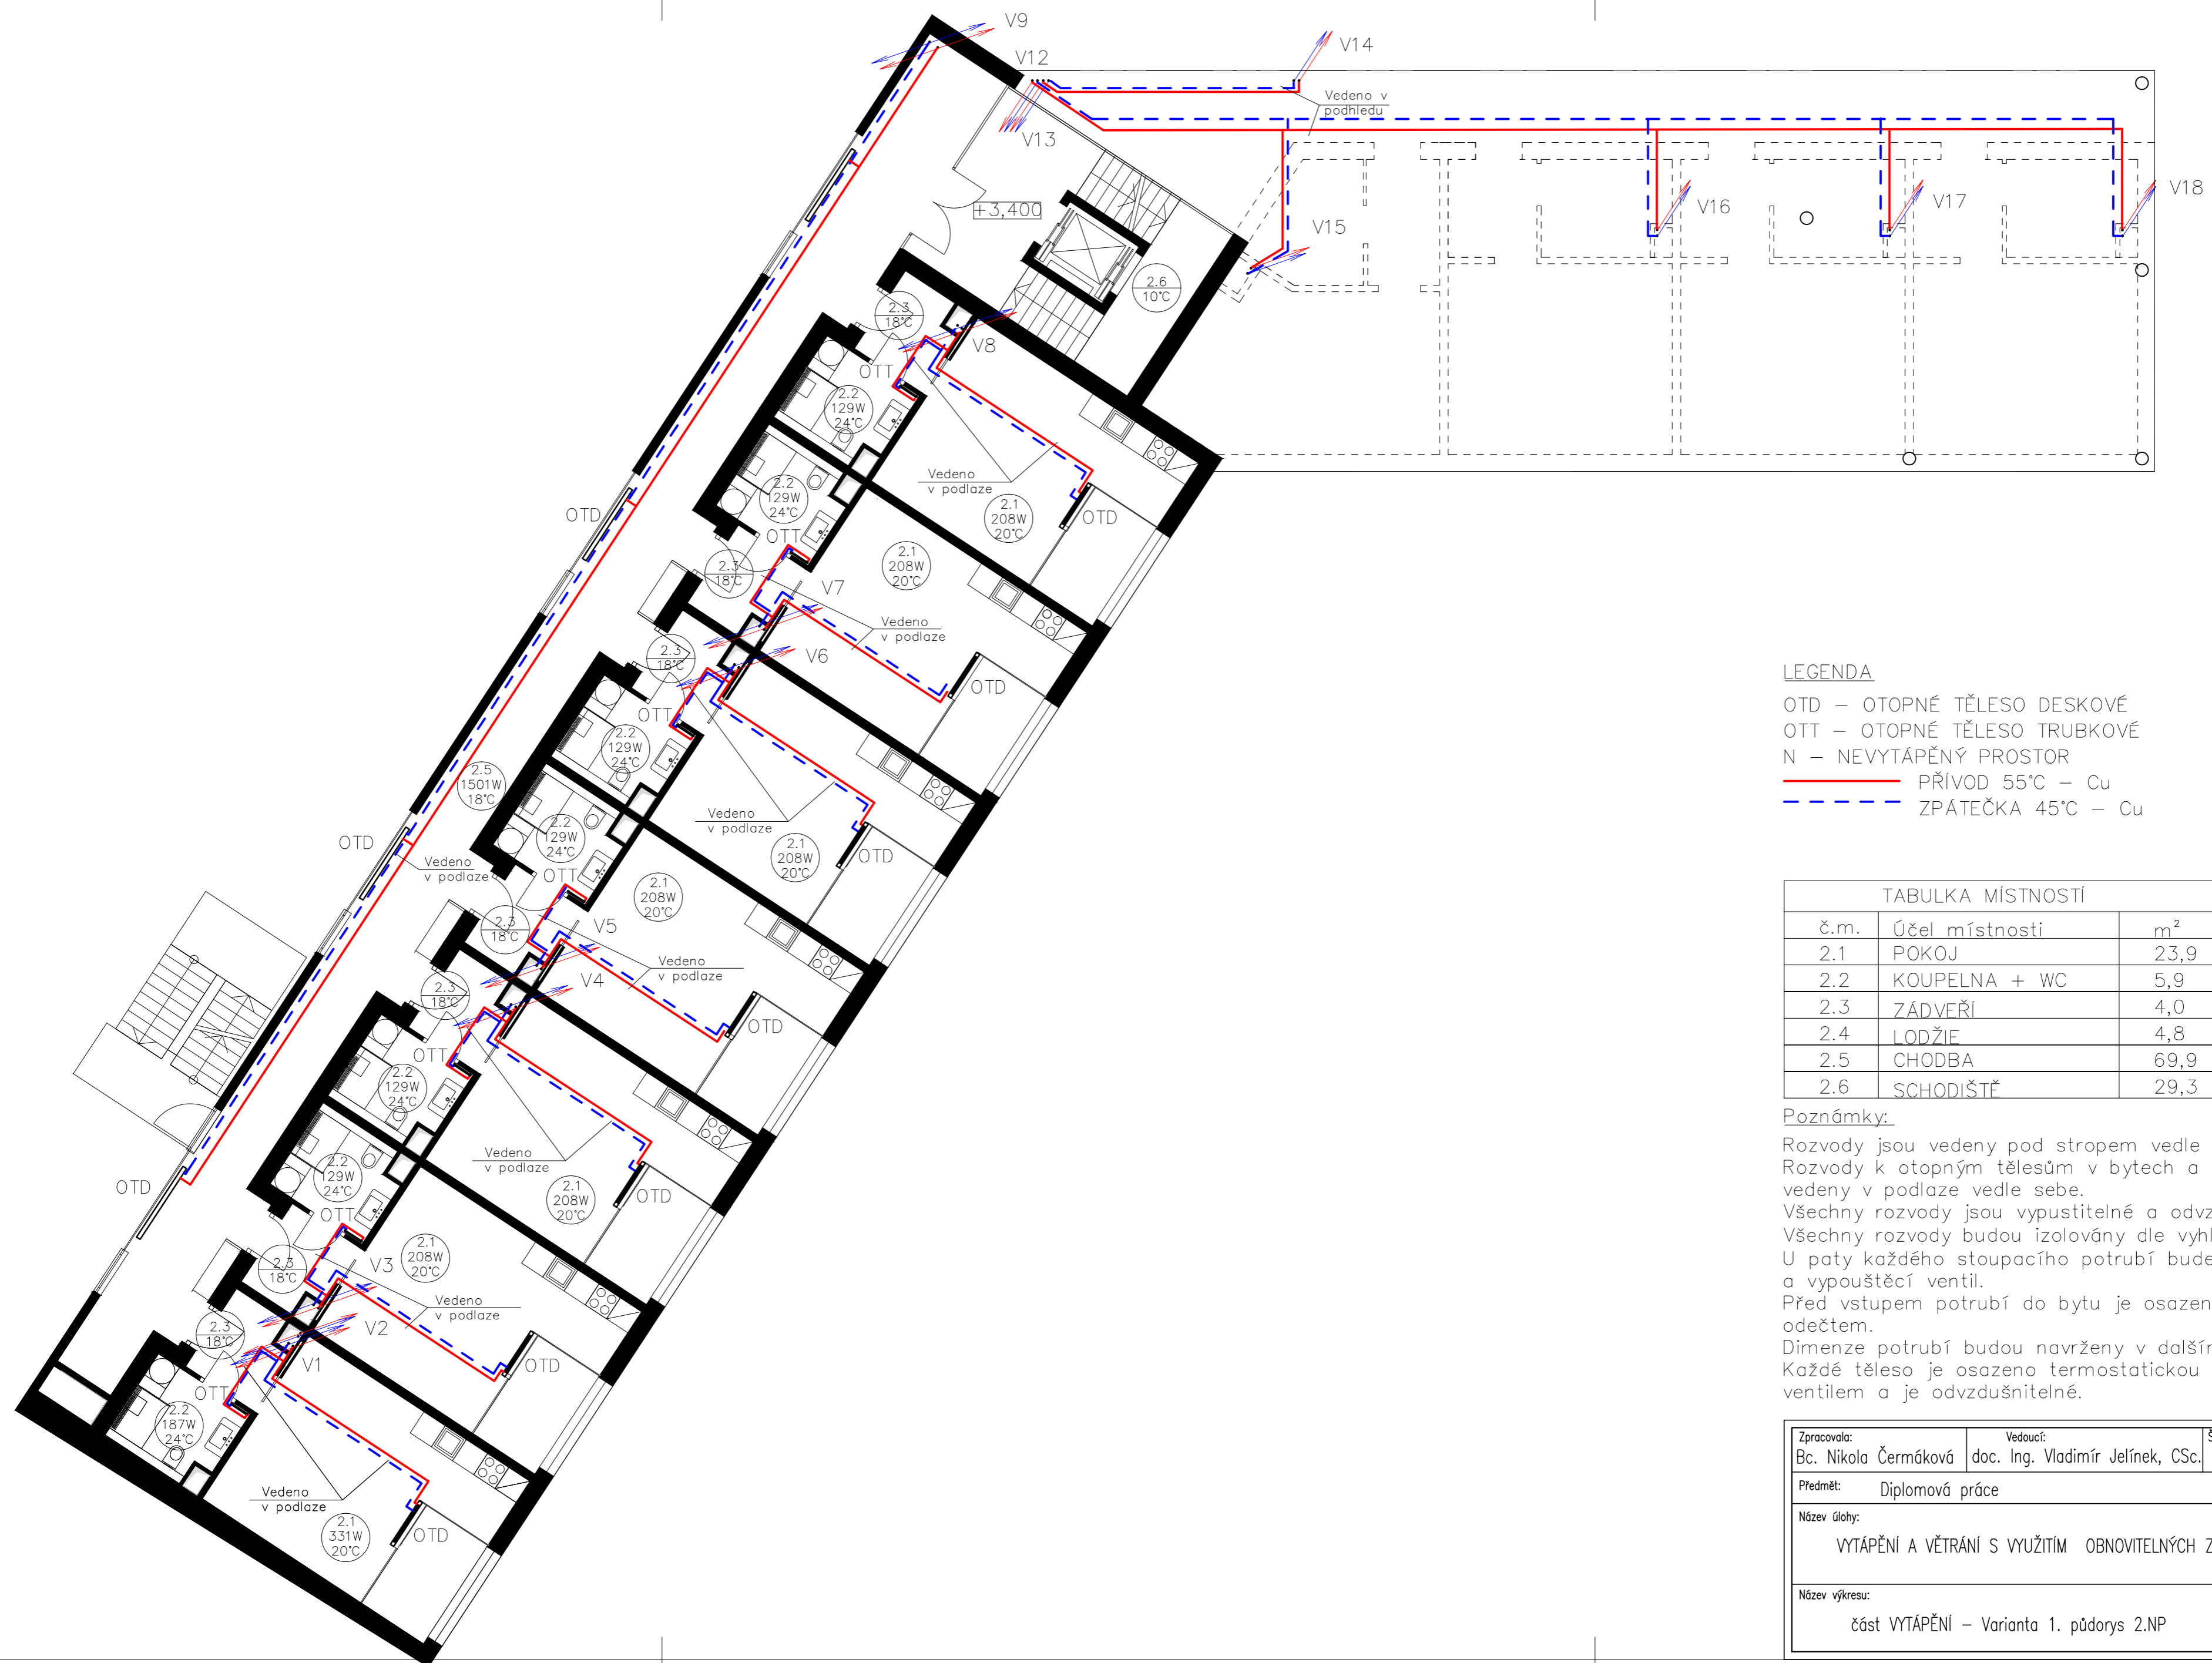 V9
V12
V14
Vedeno v
podhledu
V13
+3,400
V15
V16
V17
V18
2.6
10°C
2.3
18°C
V8
OTT
2.2
129W
24°C
Vedeno
v podlaze
2.1
208W
20°C
OTD
2.2
129W
24°C
OTT
OTD
2.3
18°C
2.1
208W
20°C
V7
Vedeno
v podlaze
OTD
2.3
18°C
V6
OTT
2.2
129W
24°C
2.5
1501W
18°C
Vedeno
v podlaze
2.1
208W
20°C
OTD
2.2
129W
24°C
OTD
Vedeno
v podlaze
OTT
2.1
208W
20°C
2.3
18°C
V5
Vedeno
v podlaze
OTD
2.3
18°C
V4
OTT
2.2
129W
24°C
Vedeno
v podlaze
2.1
208W
20°C
OTD
2.2
129W
24°C
OTD
OTT
2.1
208W
20°C
2.3
18°C
V3
Vedeno
v podlaze
OTD
2.3
18°C
V2
V1
OTT
2.2
187W
24°C
Vedeno
v podlaze
2.1
331W
20°C
OTD
LEGENDA
OTD – OTOPNÉ TĚLESO DESKOVÉ
OTT – OTOPNÉ TĚLESO TRUBKOVÉ
N – NEVYTÁPĚNÝ PROSTOR
PŘÍVOD 55°C – Cu
ZPÁTEČKA 45°C – Cu
TABULKA MÍSTNOSTÍ
č.m. Účel místnosti m²
2.1 POKOJ 23,9
2.2 KOUPELNA + WC 5,9
2.3 ZÁDVEŘÍ 4,0
2.4 LODŽIE 4,8
2.5 CHODBA 69,9
2.6 SCHODIŠTĚ 29,3
Poznámky:
Rozvody jsou vedeny pod stropem vedle
Rozvody k otopným tělesům v bytech a
vedeny v podlaze vedle sebe.
Všechny rozvody jsou vypustitelné a odvz
Všechny rozvody budou izolovány dle vyhl
U paty každého stoupacího potrubí bude
a vypouštěcí ventil.
Před vstupem potrubí do bytu je osazen
odečtem.
Dimenze potrubí budou navrženy v další
Každé těleso je osazeno termostatickou
ventilem a je odvzdušnitelné.
Zpracovala: Vedoucí:
Bc. Nikola Čermáková doc. Ing. Vladimír Jelínek, CSc.
Předmět: Diplomová práce
Název úlohy:
VYTÁPĚNÍ A VĚTRÁNÍ S VYUŽITÍM OBNOVITELNÝCH Z
Název výkresu:
část VYTÁPĚNÍ – Varianta 1. půdorys 2.NP